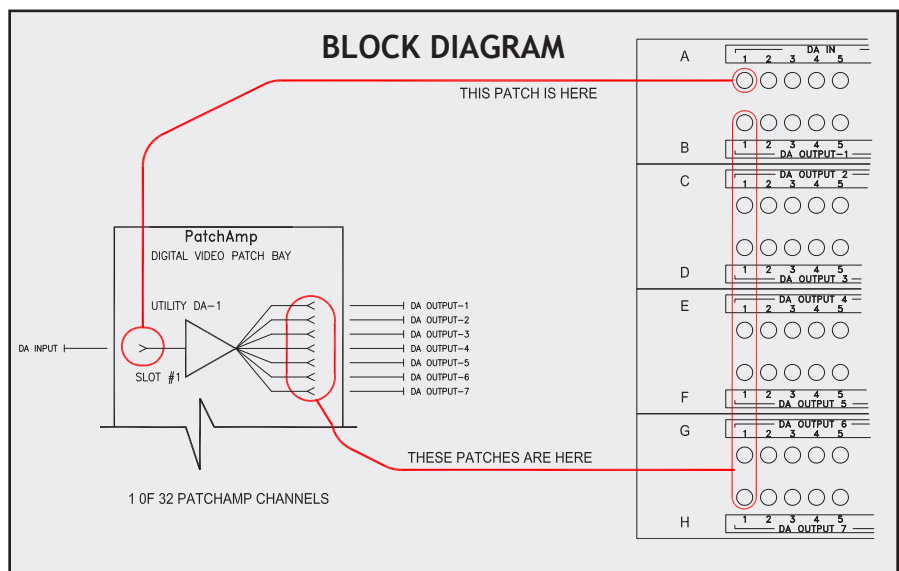 BLOCK DIAGRAM
A
DA IN
1 2 3 4 5
THIS PATCH IS HERE
B
1 2 3 4 5
DA OUTPUT-1
C
DA OUTPUT 2
1 2 3 4 5
D
1 2 3 4 5
DA OUTPUT 3
E
DA OUTPUT 4
1 2 3 4 5
F
1 2 3 4 5
DA OUTPUT 5
G
DA OUTPUT 6
1 2 3 4 5
H
1 2 3 4 5
DA OUTPUT 7
PatchAmp
DIGITAL VIDEO PATCH BAY
UTILITY DA-1
DA INPUT
SLOT #1
DA OUTPUT-1
DA OUTPUT-2
DA OUTPUT-3
DA OUTPUT-4
DA OUTPUT-5
DA OUTPUT-6
DA OUTPUT-7
THESE PATCHES ARE HERE
1 0F 32 PATCHAMP CHANNELS